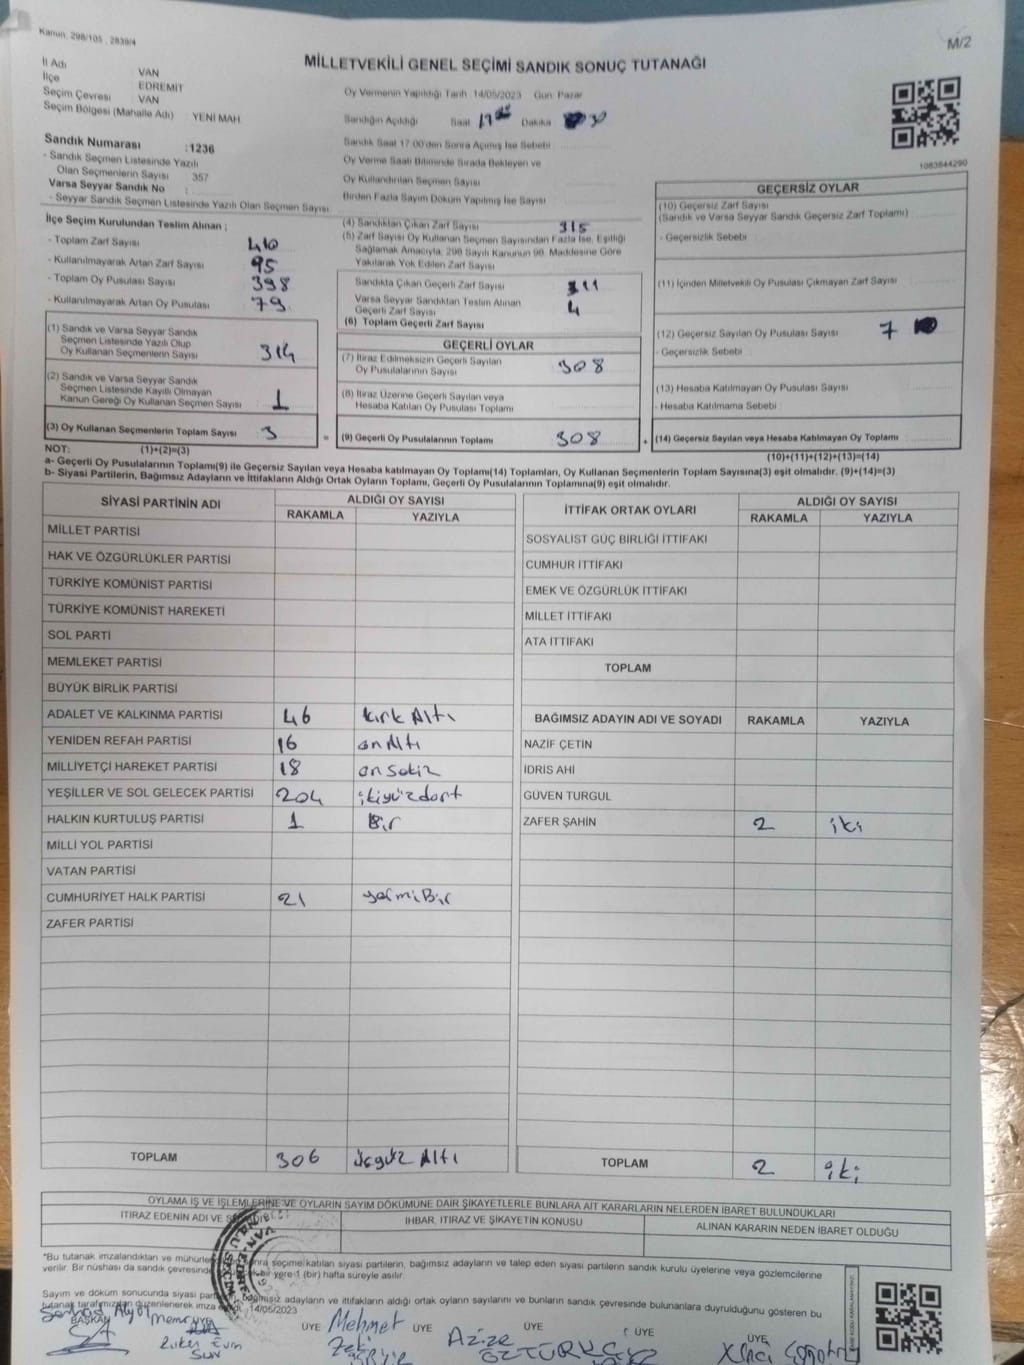 Kanun; 298/105 , 2839/4
M/2
MİLLETVEKİLİ GENEL SEÇİMİ SANDIK SONUÇ TUTANAĞI
İl Adı VAN
İlçe EDREMİT
Seçim Çevresi VAN
Seçim Bölgesi (Mahalle Adı) YENİ MAH
Oy Vermenin Yapıldığı Tarih :14/05/2023 Gün: Pazar
Sandığın Açıldığı Saat 17 Dakika
Sandık Numarası :1236
- Sandık Seçmen Listesinde Yazılı
Olan Seçmenlerin Sayısı 357
Varsa Seyyar Sandık No :
- Seyyar Sandık Seçmen Listesinde Yazılı Olan Seçmen Sayısı
Sandık Saat 17.00'den Sonra Açılmış İse Sebebi :
Oy Verme Saati Bitiminde Sırada Bekleyen ve
Oy Kullandırılan Seçmen Sayısı
Birden Fazla Sayım Döküm Yapılmış İse Sayısı
1083844290
İlçe Seçim Kurulundan Teslim Alınan ;
- Toplam Zarf Sayısı 410
- Kullanılmayarak Artan Zarf Sayısı 95
- Toplam Oy Pusulası Sayısı 398
- Kullanılmayarak Artan Oy Pusulası 79
(1) Sandık ve Varsa Seyyar Sandık
Seçmen Listesinde Yazılı Olup
Oy Kullanan Seçmenlerin Sayısı 314
(2) Sandık ve Varsa Seyyar Sandık
Seçmen Listesinde Kayıtlı Olmayan
Kanun Gereği Oy Kullanan Seçmen Sayısı 1
(3) Oy Kullanan Seçmenlerin Toplam Sayısı 3
(4) Sandıktan Çıkan Zarf Sayısı 315
(5) Zarf Sayısı Oy Kullanan Seçmen Sayısından Fazla İse, Eşitliği
Sağlamak Amacıyla, 298 Sayılı Kanunun 98. Maddesine Göre
Yakılarak Yok Edilen Zarf Sayısı
Sandıkta Çıkan Geçerli Zarf Sayısı 311
Varsa Seyyar Sandıktan Teslim Alınan
Geçerli Zarf Sayısı 4
(6) Toplam Geçerli Zarf Sayısı
GEÇERLİ OYLAR
(7) İtiraz Edilmeksizin Geçerli Sayılan
Oy Pusulalarının Sayısı 308
(8) İtiraz Üzerine Geçerli Sayılan veya
Hesaba Katılan Oy Pusulası Toplamı
= (9) Geçerli Oy Pusulalarının Toplamı 308
GEÇERSİZ OYLAR
(10) Geçersiz Zarf Sayısı
(Sandık ve Varsa Seyyar Sandık Geçersiz Zarf Toplamı)
- Geçersizlik Sebebi
(11) İçinden Milletvekili Oy Pusulası Çıkmayan Zarf Sayısı
(12) Geçersiz Sayılan Oy Pusulası Sayısı 7
- Geçersizlik Sebebi
(13) Hesaba Katılmayan Oy Pusulası Sayısı
- Hesaba Katılmama Sebebi
+ (14) Geçersiz Sayılan veya Hesaba Katılmayan Oy Toplamı
NOT: (1)+(2)=(3)
(10)+(11)+(12)+(13)=(14)
a- Geçerli Oy Pusulalarının Toplamı(9) ile Geçersiz Sayılan veya Hesaba katılmayan Oy Toplamı(14) Toplamları, Oy Kullanan Seçmenlerin Toplam Sayısına(3) eşit olmalıdır. (9)+(14)=(3)
b- Siyasi Partilerin, Bağımsız Adayların ve İttifakların Aldığı Ortak Oyların Toplamı, Geçerli Oy Pusulalarının Toplamına(9) eşit olmalıdır.
SİYASİ PARTİNİN ADI ALDIĞI OY SAYISI
RAKAMLA YAZIYLA
MİLLET PARTİSİ
HAK VE ÖZGÜRLÜKLER PARTİSİ
TÜRKİYE KOMÜNİST PARTİSİ
TÜRKİYE KOMÜNİST HAREKETİ
SOL PARTİ
MEMLEKET PARTİSİ
BÜYÜK BİRLİK PARTİSİ
ADALET VE KALKINMA PARTİSİ 46 kırk Altı
YENİDEN REFAH PARTİSİ 16 on Altı
MİLLİYETÇİ HAREKET PARTİSİ 18 on sekiz
YEŞİLLER VE SOL GELECEK PARTİSİ 204 ikiyüzdört
HALKIN KURTULUŞ PARTİSİ 1 Bir
MİLLİ YOL PARTİSİ
VATAN PARTİSİ
CUMHURİYET HALK PARTİSİ 21 yirmi Bir
ZAFER PARTİSİ
TOPLAM 306 üçyüz Altı
İTTİFAK ORTAK OYLARI ALDIĞI OY SAYISI
RAKAMLA YAZIYLA
SOSYALİST GÜÇ BİRLİĞİ İTTİFAKI
CUMHUR İTTİFAKI
EMEK VE ÖZGÜRLÜK İTTİFAKI
MİLLET İTTİFAKI
ATA İTTİFAKI
TOPLAM
BAĞIMSIZ ADAYIN ADI VE SOYADI RAKAMLA YAZIYLA
NAZİF ÇETİN
İDRİS AHİ
GÜVEN TURGUL
ZAFER ŞAHİN 2 iki
TOPLAM 2 iki
OYLAMA İŞ VE İŞLEMLERİNE VE OYLARIN SAYIM DÖKÜMÜNE DAİR ŞİKAYETLERLE BUNLARA AİT KARARLARIN NELERDEN İBARET BULUNDUKLARI
İTİRAZ EDENİN ADI VE İHBAR, İTİRAZ VE ŞİKAYETİN KONUSU ALINAN KARARIN NEDEN İBARET OLDUĞU
*Bu tutanak imzalandıktan ve seçime katılan siyasi partilerin, bağımsız adayların ve talep eden siyasi partilerin sandık kurulu üyelerine veya gözlemcilerine
verilir. Bir nüshası da sandık çevresinde yere 1 (bir) hafta süreyle asılır.
Sayım ve döküm sonucunda siyasi bağımsız adayların ve ittifakların aldığı ortak oyların sayılarını ve bunların sandık çevresinde bulunanlara duyrulduğunu gösteren bu
tutanak tarafımızdan düzenlenerek imza 14/05/2023
BAŞKAN ÜYE ÜYE ÜYE ÜYE ÜYE ÜYE
Mehmet Azize
ÖZTÜRK